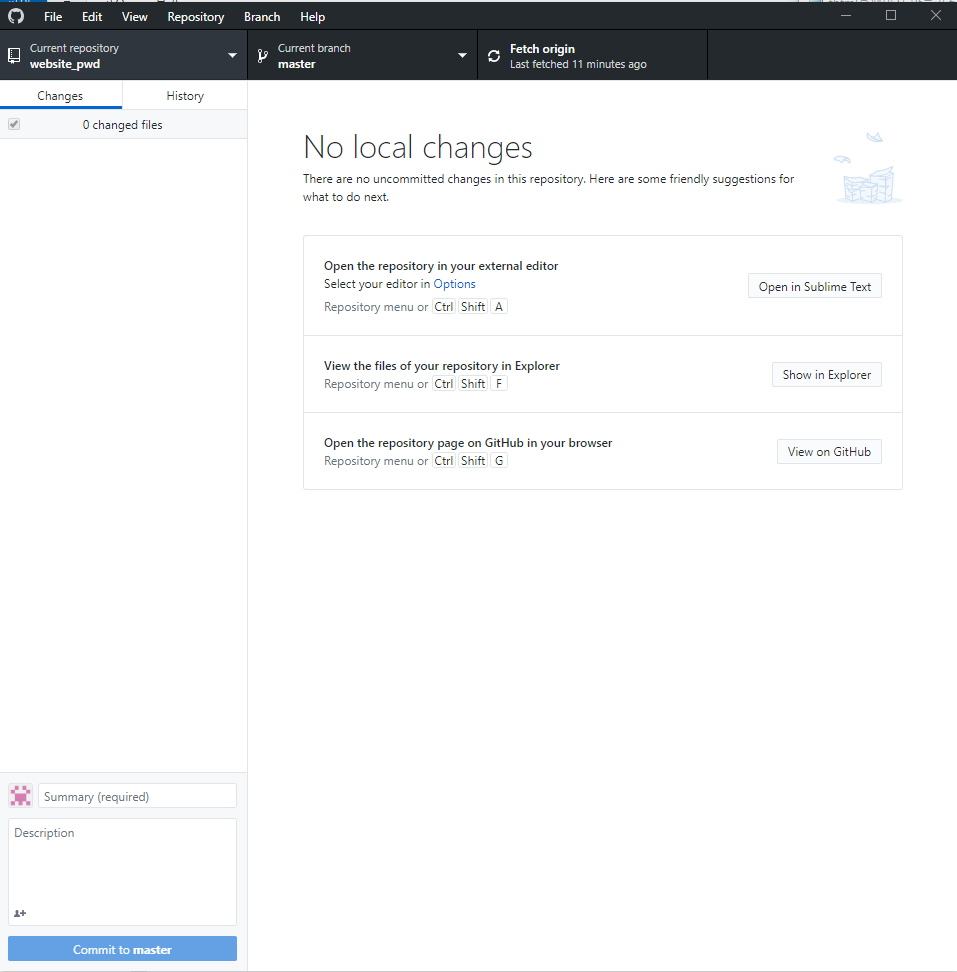 File Edit View Repository Branch Help
Current repository
website_pwd
Current branch
master
Fetch origin
Last fetched 11 minutes ago
Changes
History
0 changed files
No local changes
There are no uncommitted changes in this repository. Here are some friendly suggestions for
what to do next.
Open the repository in your external editor
Select your editor in Options
Repository menu or Ctrl Shift A
Open in Sublime Text
View the files of your repository in Explorer
Repository menu or Ctrl Shift F
Show in Explorer
Open the repository page on GitHub in your browser
Repository menu or Ctrl Shift G
View on GitHub
Summary (required)
Description
Commit to master